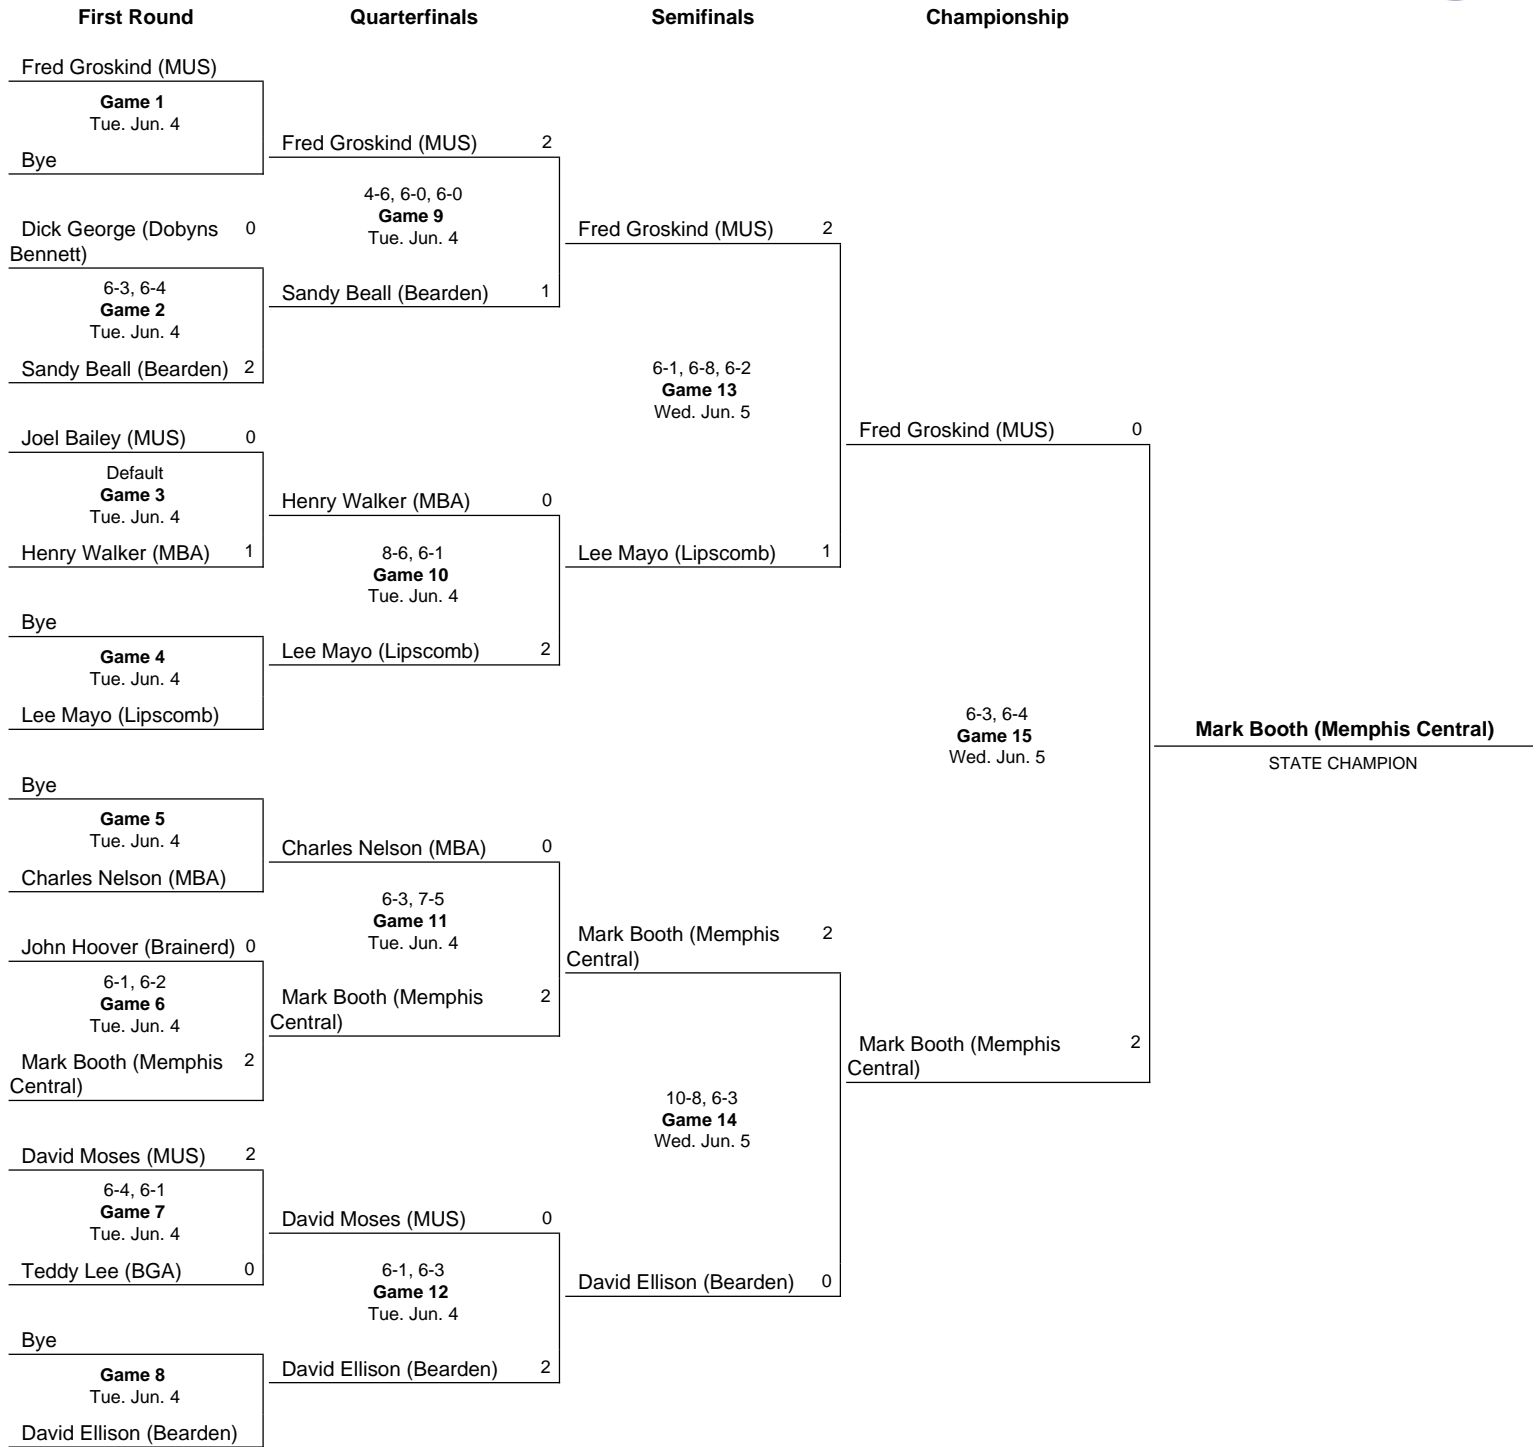 First Round
Quarterfinals
Semifinals
Championship
Fred Groskind (MUS)
Game 1
Tue. Jun. 4
Bye
Dick George (Dobyns 0
Bennett)
6-3, 6-4
Game 2
Tue. Jun. 4
Sandy Beall (Bearden) 2
Joel Bailey (MUS) 0
Default
Game 3
Tue. Jun. 4
Henry Walker (MBA) 1
Bye
Game 4
Tue. Jun. 4
Lee Mayo (Lipscomb)
Bye
Game 5
Tue. Jun. 4
Charles Nelson (MBA)
John Hoover (Brainerd) 0
6-1, 6-2
Game 6
Tue. Jun. 4
Mark Booth (Memphis 2
Central)
David Moses (MUS) 2
6-4, 6-1
Game 7
Tue. Jun. 4
Teddy Lee (BGA) 0
Bye
Game 8
Tue. Jun. 4
David Ellison (Bearden)
Fred Groskind (MUS) 2
4-6, 6-0, 6-0
Game 9
Tue. Jun. 4
Sandy Beall (Bearden) 1
Henry Walker (MBA) 0
8-6, 6-1
Game 10
Tue. Jun. 4
Lee Mayo (Lipscomb) 2
Charles Nelson (MBA) 0
6-3, 7-5
Game 11
Tue. Jun. 4
Mark Booth (Memphis 2
Central)
David Moses (MUS) 0
6-1, 6-3
Game 12
Tue. Jun. 4
David Ellison (Bearden) 2
Fred Groskind (MUS) 2
6-1, 6-8, 6-2
Game 13
Wed. Jun. 5
Lee Mayo (Lipscomb) 1
Mark Booth (Memphis 2
Central)
10-8, 6-3
Game 14
Wed. Jun. 5
David Ellison (Bearden) 0
Fred Groskind (MUS) 0
6-3, 6-4
Game 15
Wed. Jun. 5
Mark Booth (Memphis 2
Central)
Mark Booth (Memphis Central)
STATE CHAMPION